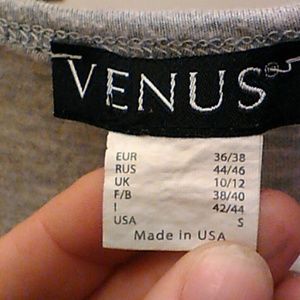 VENUS
EUR 36/38
RUS 44/46
UK 10/12
F/B 38/40
I 42/44
USA S
Made in USA